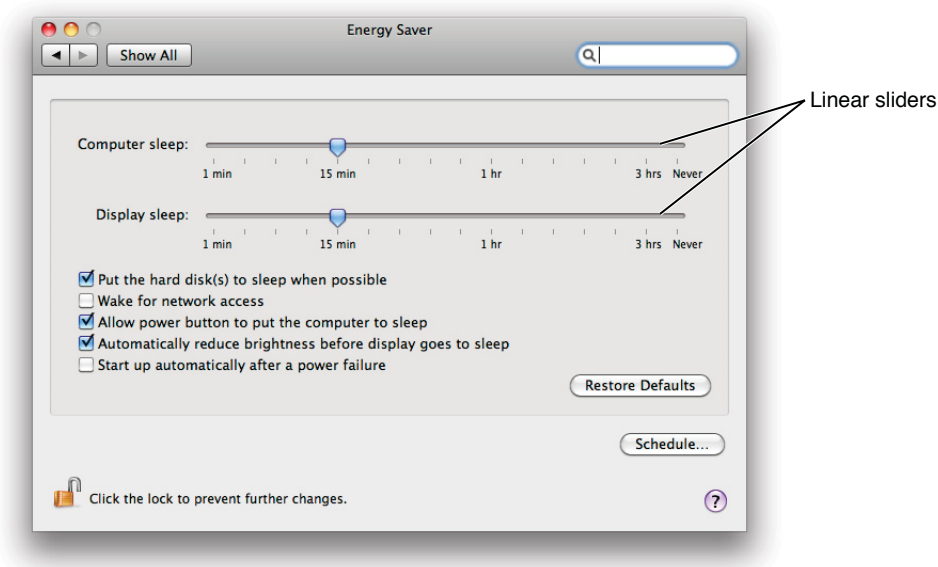 Energy Saver
Show All
Linear sliders
Computer sleep:
1 min 15 min 1 hr 3 hrs Never
Display sleep:
1 min 15 min 1 hr 3 hrs Never
Put the hard disk(s) to sleep when possible
Wake for network access
Allow power button to put the computer to sleep
Automatically reduce brightness before display goes to sleep
Start up automatically after a power failure
Restore Defaults
Schedule...
Click the lock to prevent further changes.
?